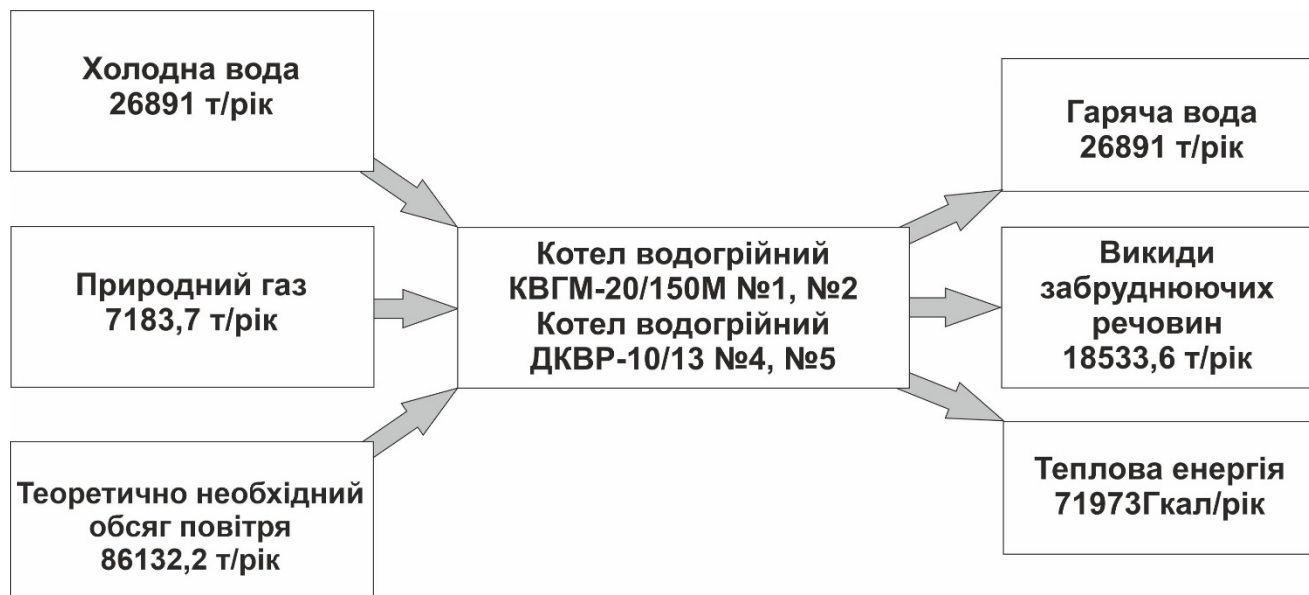 Холодна вода
26891 т/рік
Природний газ
7183,7 т/рік
Теоретично необхідний
обсяг повітря
86132,2 т/рік
Котел водогрійний
КВГМ-20/150М №1, №2
Котел водогрійний
ДКВР-10/13 №4, №5
Гаряча вода
26891 т/рік
Викиди
забруднюючих
речовин
18533,6 т/рік
Теплова енергія
71973Гкал/рік